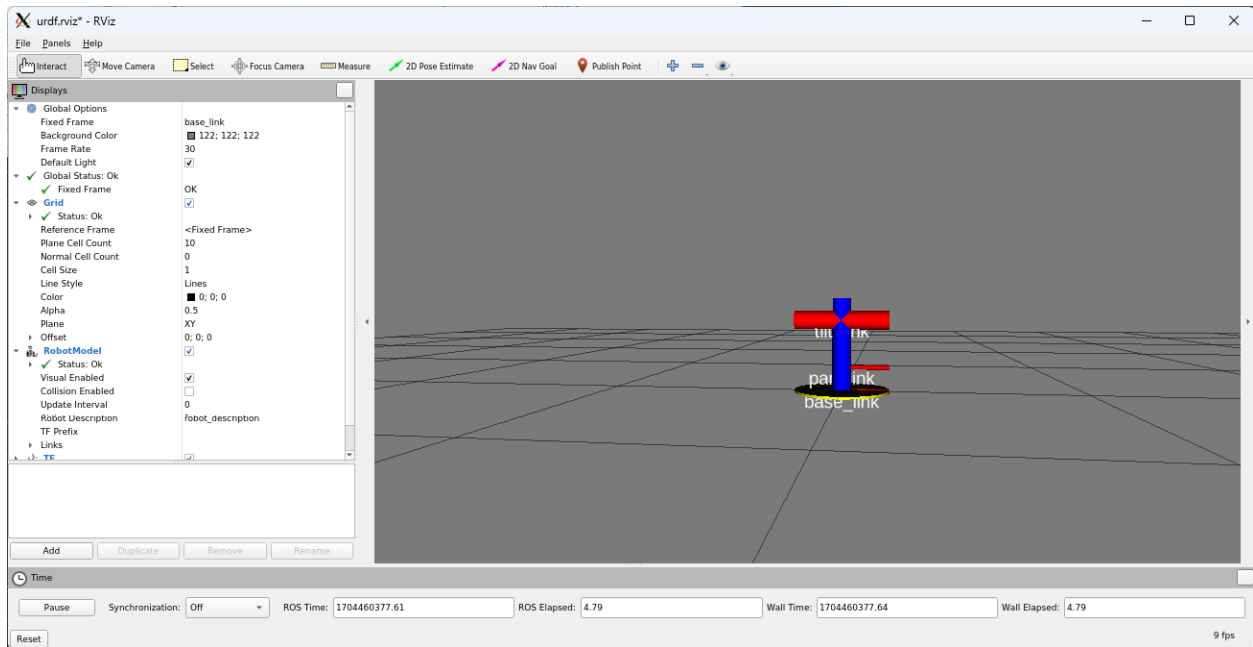 urdf.rviz* - RViz
File Panels Help
Interact Move Camera Select Focus Camera Measure 2D Pose Estimate 2D Nav Goal Publish Point
Displays
Global Options
Fixed Frame base_link
Background Color 122; 122; 122
Frame Rate 30
Default Light
Global Status: Ok
Fixed Frame OK
Grid
Status: Ok
Reference Frame <Fixed Frame>
Plane Cell Count 10
Normal Cell Count 0
Cell Size 1
Line Style Lines
Color 0; 0; 0
Alpha 0.5
Plane XY
Offset 0; 0; 0
RobotModel
Status: Ok
Visual Enabled
Collision Enabled
Update Interval 0
Robot Description robot_description
TF Prefix
Links
TF
base_link
Add Duplicate Remove Rename
Time
Pause Synchronization: Off ROS Time: 1704460377.61 ROS Elapsed: 4.79 Wall Time: 1704460377.64 Wall Elapsed: 4.79
Reset 9 fps